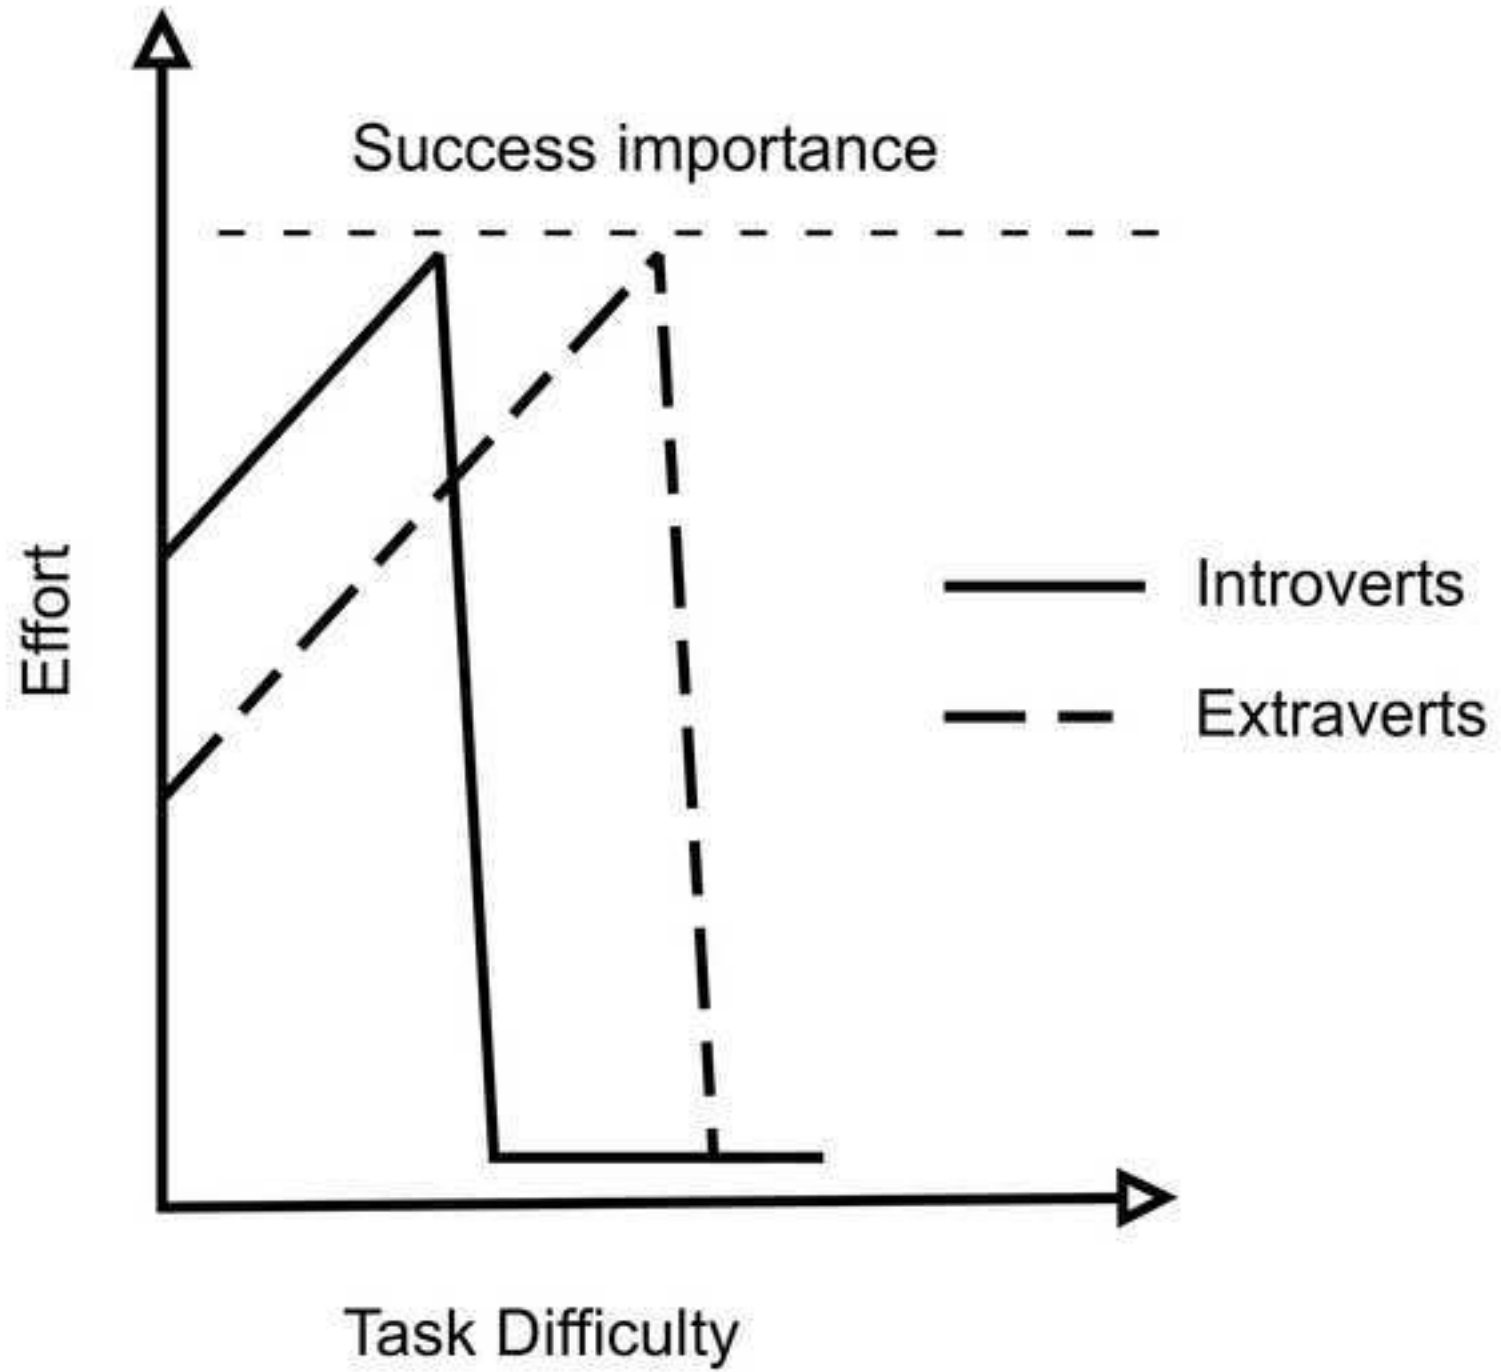 Success importance
Effort
Introverts
Extraverts
Task Difficulty